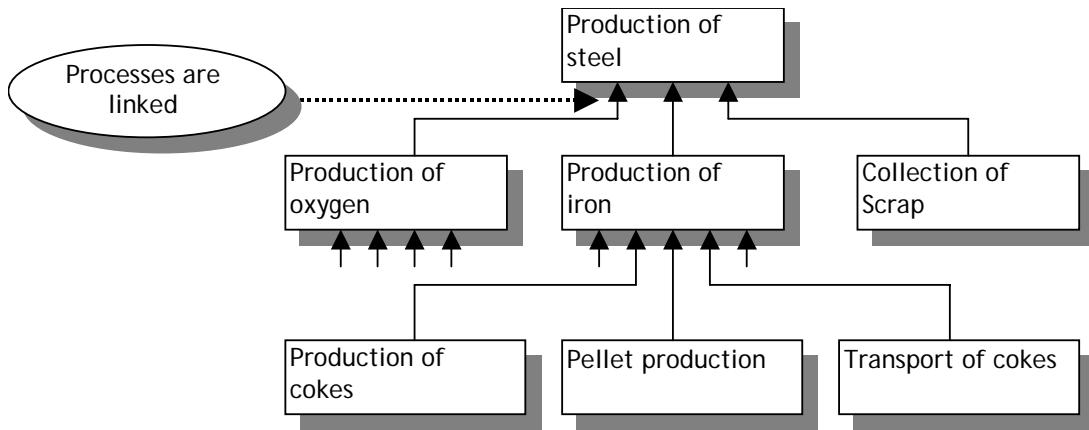 Production of
steel
Processes are
linked
Production of
oxygen
Production of
iron
Collection of
Scrap
Production of
cokes
Pellet production
Transport of cokes